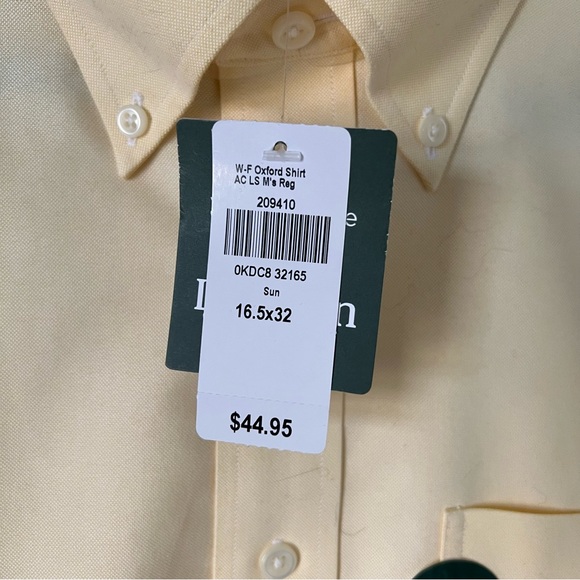 W-F Oxford Shirt
AC LS M's Reg
209410
0KDC8 32165
Sun
16.5x32
$44.95